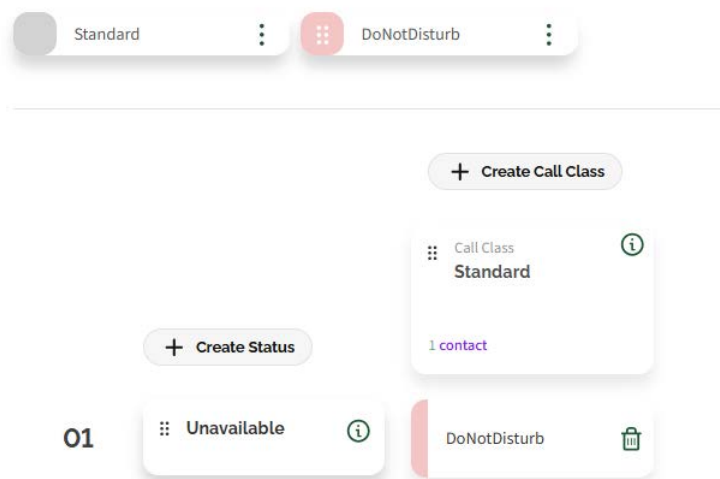 Standard
DoNotDisturb
Create Call Class
Call Class
Standard
1 contact
Create Status
01
Unavailable
DoNotDisturb